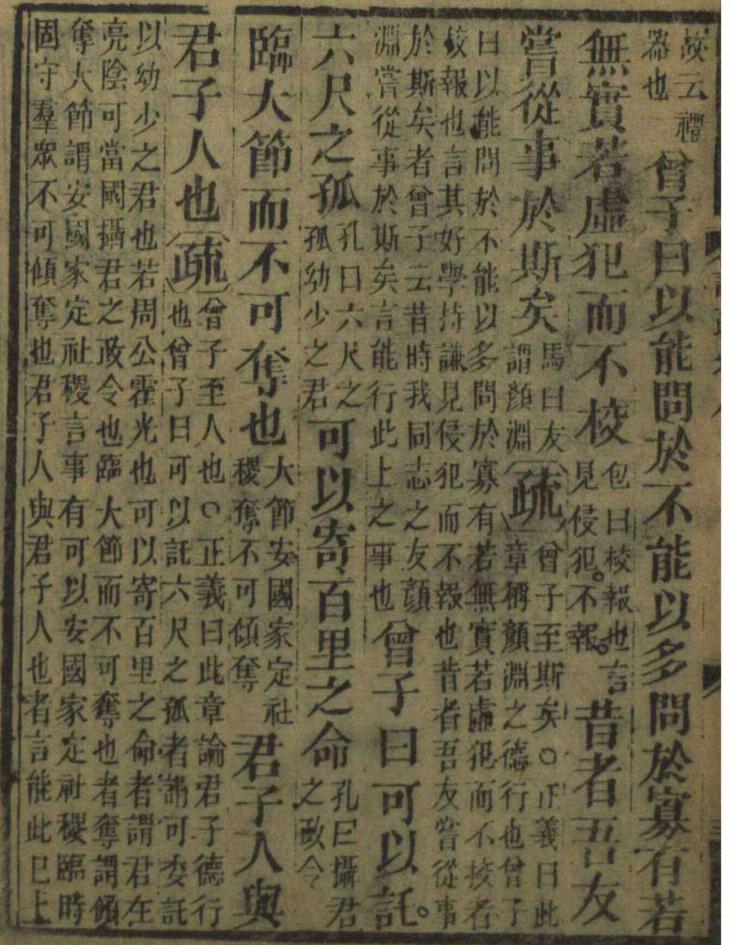 故云禮
器也
曾子曰以能問於不能以多問於寡有若
無實若虛犯而不校
包曰校報也言
見侵犯。不報。
昔者吾友
嘗從事於斯矣
馬曰友
謂顏淵
疏
曾子至斯矣○正義曰此
章稱顏淵之德行也曾子
曰以能問於不能以多問於寡有若無實若虛犯而不校者
校報也言其好學持謙見侵犯而不報也昔者吾友嘗從事
於斯矣者曾子云昔時我同志之友顏
淵嘗從事於斯矣言能行此上之事也
曾子曰可以託。
六尺之孤
孔曰六尺之
孤幼少之君
可以寄百里之命
孔曰攝君
之政令
臨大節而不可奪也
大節安國家定社
稷奪不可傾奪
君子人與
君子人也
疏
曾子至人也○正義曰此章論君子德行
也曾子曰可以託六尺之孤者謂可委託
以幼少之君也若周公霍光也可以寄百里之命者謂君在
亮陰可當國攝君之政令也臨大節而不可奪也者奪謂傾
奪大節謂安國家定社稷言事有可以安國家定社稷臨時
固守羣眾不可傾奪也君子人與君子人也者言能此已上